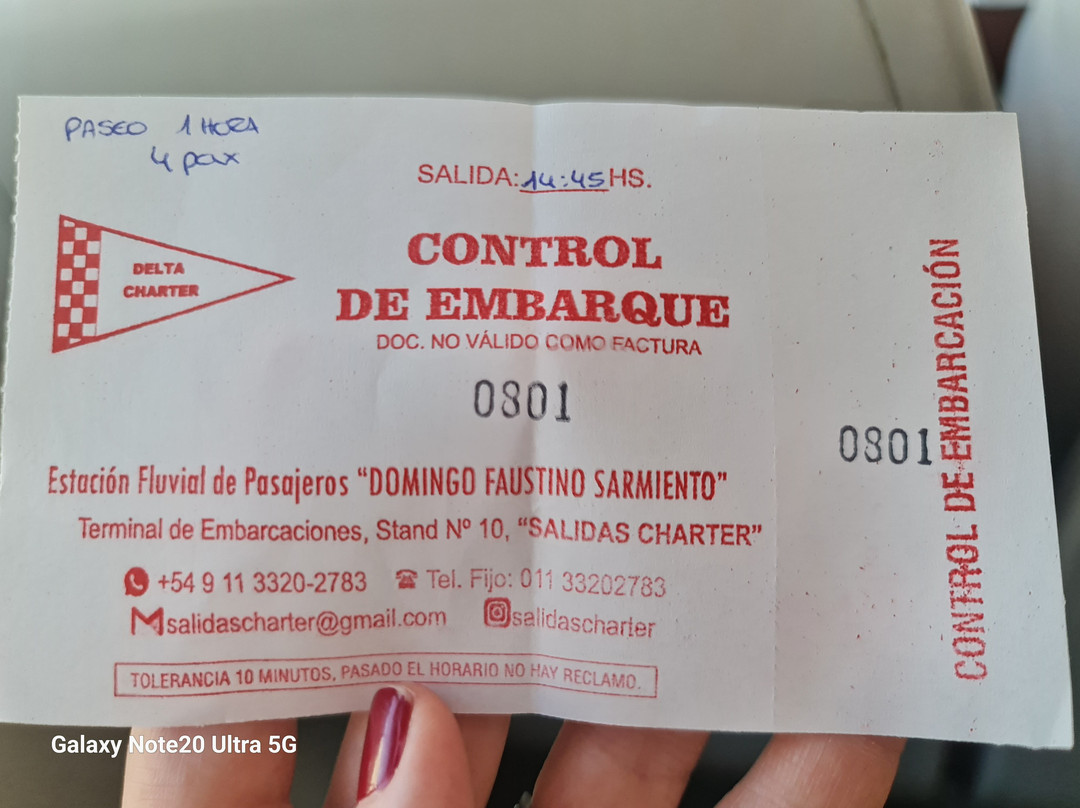 PASEO 1 HORA
4 pax
SALIDA: 14:45 HS.
DELTA
CHARTER
CONTROL
DE EMBARQUE
DOC. NO VÁLIDO COMO FACTURA
0801
0801
CONTROL DE EMBARCACIÓN
Estación Fluvial de Pasajeros “DOMINGO FAUSTINO SARMIENTO”
Terminal de Embarcaciones, Stand Nº 10, “SALIDAS CHARTER”
+54 9 11 3320-2783 Tel. Fijo: 011 33202783
salidascharter@gmail.com salidascharter
TOLERANCIA 10 MINUTOS, PASADO EL HORARIO NO HAY RECLAMO.
Galaxy Note20 Ultra 5G